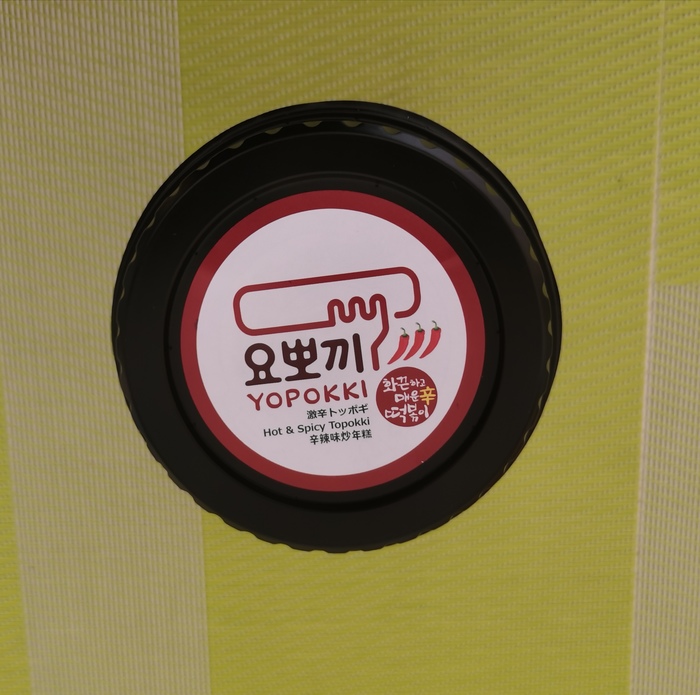 요뽀끼
YOPOKKI
激辛トッポギ
Hot & Spicy Topokki
辛辣味炒年糕
화끈하고
매운辛
떡볶이